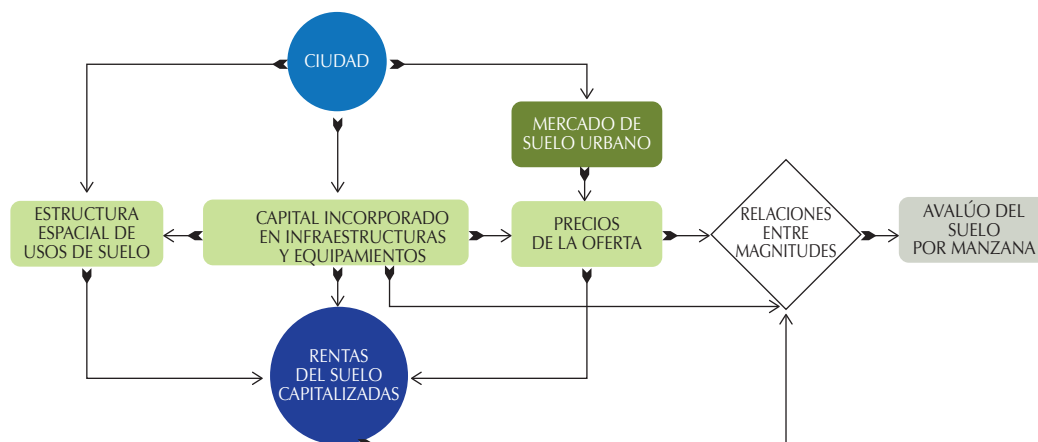 CIUDAD
MERCADO DE
SUELO URBANO
ESTRUCTURA
ESPACIAL DE
USOS DE SUELO
CAPITAL INCORPORADO
EN INFRAESTRUCTURAS
Y EQUIPAMIENTOS
PRECIOS
DE LA OFERTA
RELACIONES
ENTRE
MAGNITUDES
AVALÚO DEL
SUELO
POR MANZANA
RENTAS
DEL SUELO
CAPITALIZADAS